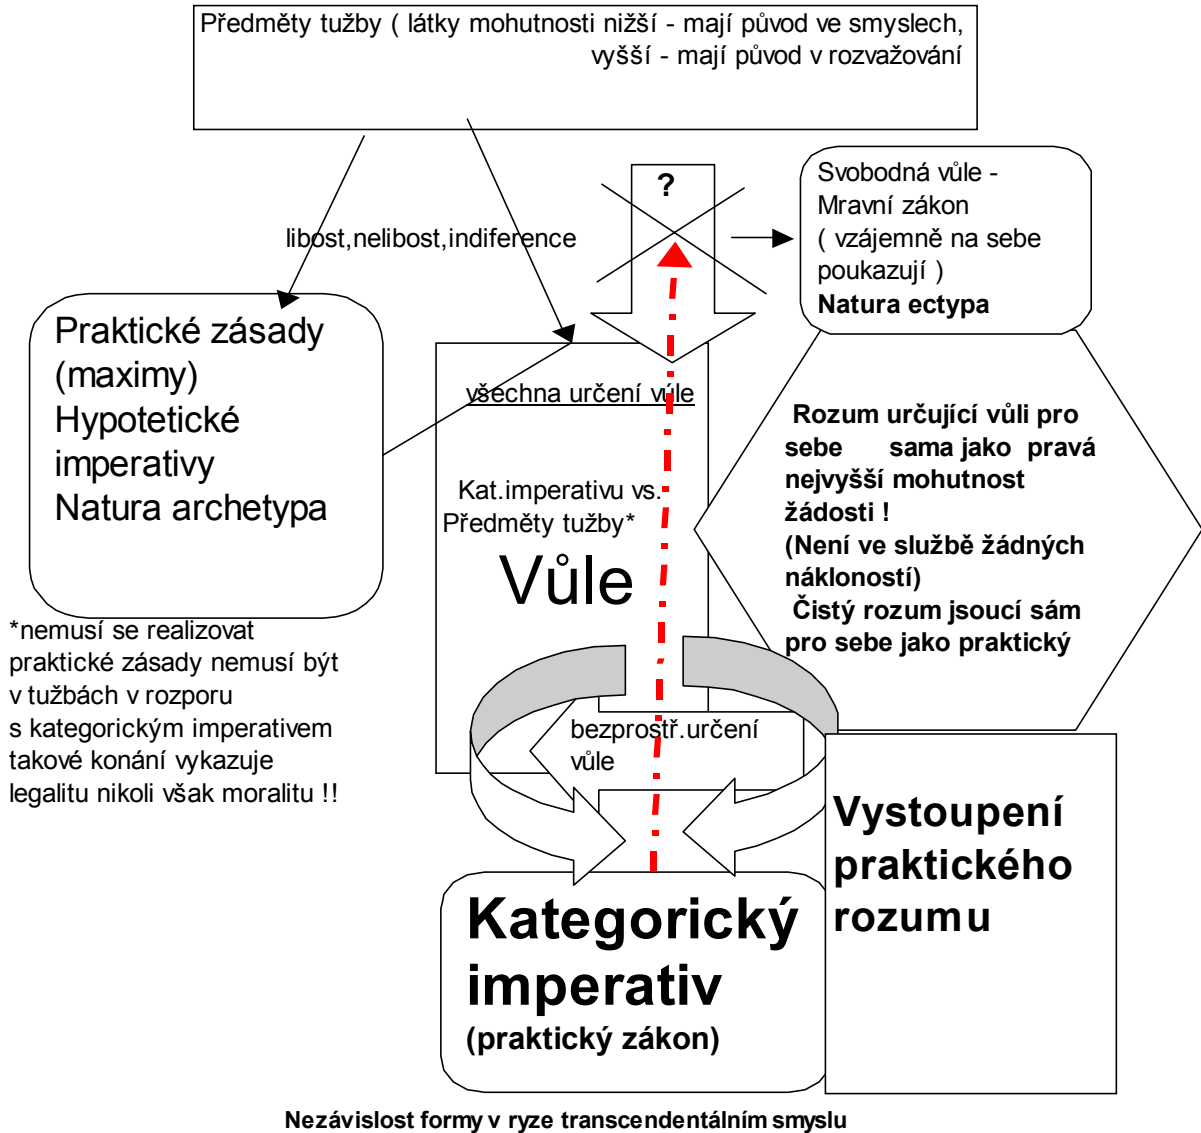 Předměty tužby ( látky mohutnosti nižší - mají původ ve smyslech,
vyšší - mají původ v rozvažování
?
Svobodná vůle -
Mravní zákon
( vzájemně na sebe
poukazují )
Natura ectypa
libost,nelibost,indiference
Praktické zásady
(maximy)
Hypotetické
imperativy
Natura archetypa
všechna určení vúle
Kat.imperativu vs.
Předměty tužby*
Vůle
Rozum určující vůli pro
sebe sama jako pravá
nejvyšší mohutnost
žádosti !
(Není ve službě žádných
nákloností)
Čistý rozum jsoucí sám
pro sebe jako praktický
*nemusí se realizovat
praktické zásady nemusí být
v tužbách v rozporu
s kategorickým imperativem
takové konání vykazuje
legalitu nikoli však moralitu !!
bezprostř.určení
vůle
Vystoupení
praktického
rozumu
Kategorický
imperativ
(praktický zákon)
Nezávislost formy v ryze transcendentálním smyslu